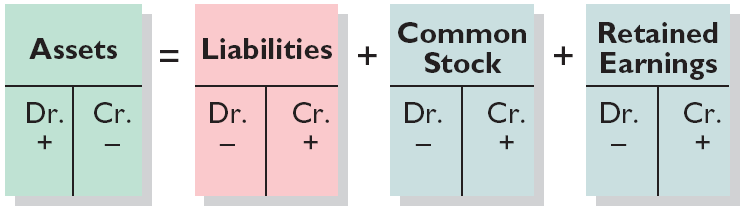 Assets = Liabilities + Common Stock + Retained Earnings
Dr. Cr. Dr. Cr. Dr. Cr. Dr. Cr.
+ – – + – + – +